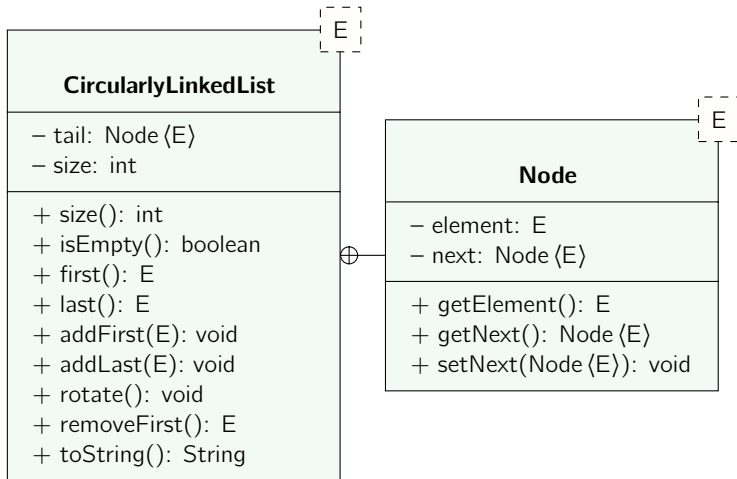 E
CircularlyLinkedList
– tail: Node⟨E⟩
– size: int
+ size(): int
+ isEmpty(): boolean
+ first(): E
+ last(): E
+ addFirst(E): void
+ addLast(E): void
+ rotate(): void
+ removeFirst(): E
+ toString(): String
E
Node
– element: E
– next: Node⟨E⟩
+ getElement(): E
+ getNext(): Node⟨E⟩
+ setNext(Node⟨E⟩): void